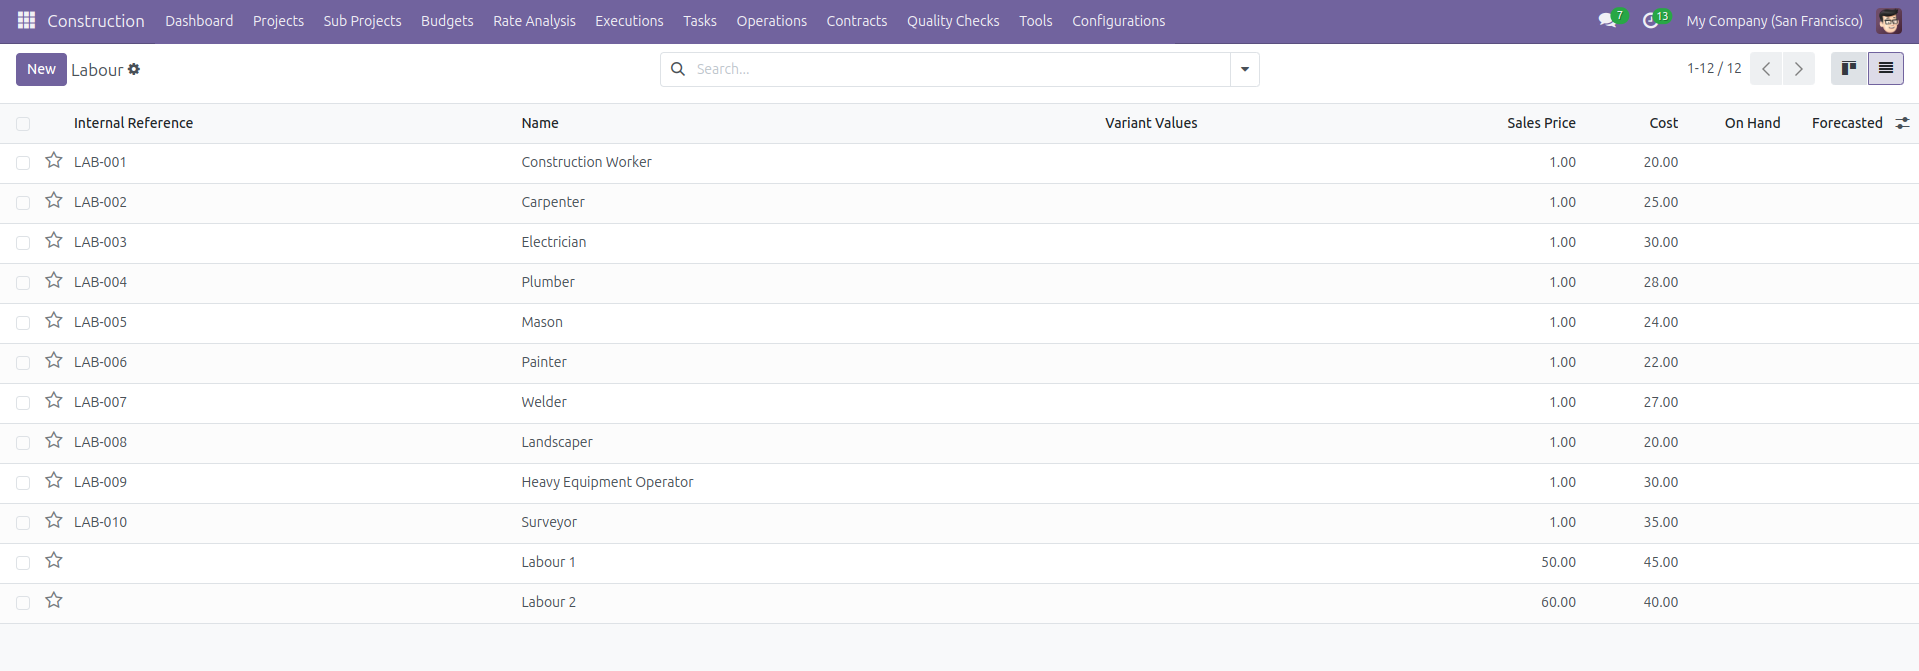 Construction Dashboard Projects Sub Projects Budgets Rate Analysis Executions Tasks Operations Contracts Quality Checks Tools Configurations 7 13 My Company (San Francisco)
New Labour Search... 1-12 / 12
Internal Reference Name Variant Values Sales Price Cost On Hand Forecasted
LAB-001 Construction Worker 1.00 20.00
LAB-002 Carpenter 1.00 25.00
LAB-003 Electrician 1.00 30.00
LAB-004 Plumber 1.00 28.00
LAB-005 Mason 1.00 24.00
LAB-006 Painter 1.00 22.00
LAB-007 Welder 1.00 27.00
LAB-008 Landscaper 1.00 20.00
LAB-009 Heavy Equipment Operator 1.00 30.00
LAB-010 Surveyor 1.00 35.00
Labour 1 50.00 45.00
Labour 2 60.00 40.00